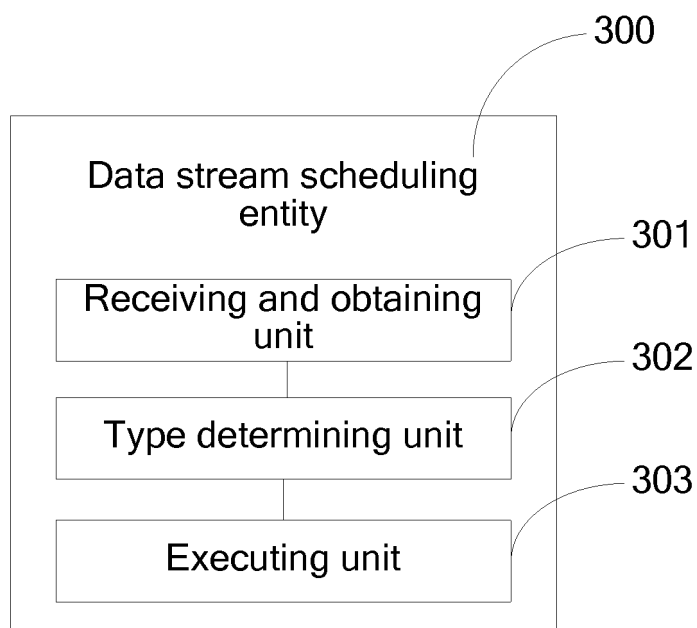 300
Data stream scheduling
entity
301
Receiving and obtaining
unit
302
Type determining unit
303
Executing unit